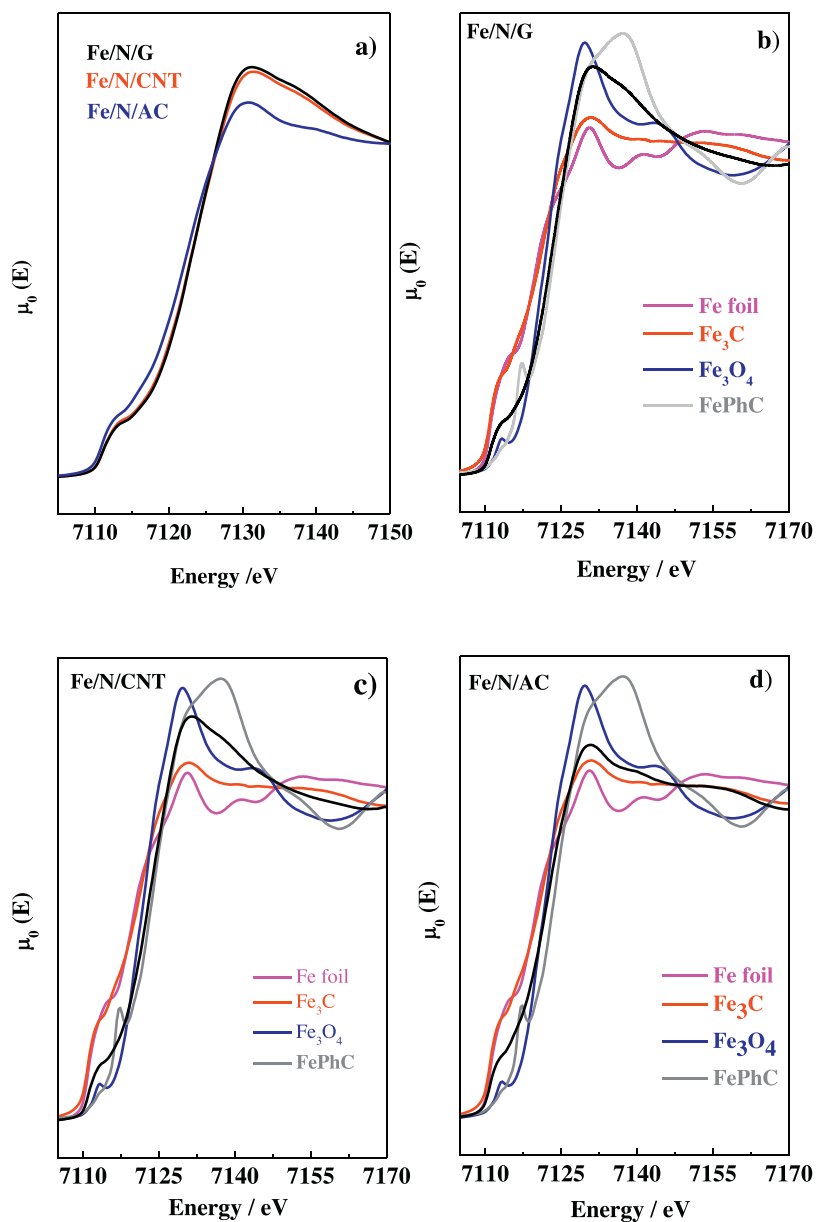 a)
Fe/N/G
Fe/N/CNT
Fe/N/AC
μ₀ (E)
7110 7120 7130 7140 7150
Energy /eV
Fe/N/G
b)
μ₀ (E)
Fe foil
Fe₃C
Fe₃O₄
FePhC
7110 7125 7140 7155 7170
Energy / eV
Fe/N/CNT
c)
μ₀ (E)
Fe foil
Fe₃C
Fe₃O₄
FePhC
7110 7125 7140 7155 7170
Energy / eV
Fe/N/AC
d)
μ₀ (E)
Fe foil
Fe₃C
Fe₃O₄
FePhC
7110 7125 7140 7155 7170
Energy / eV